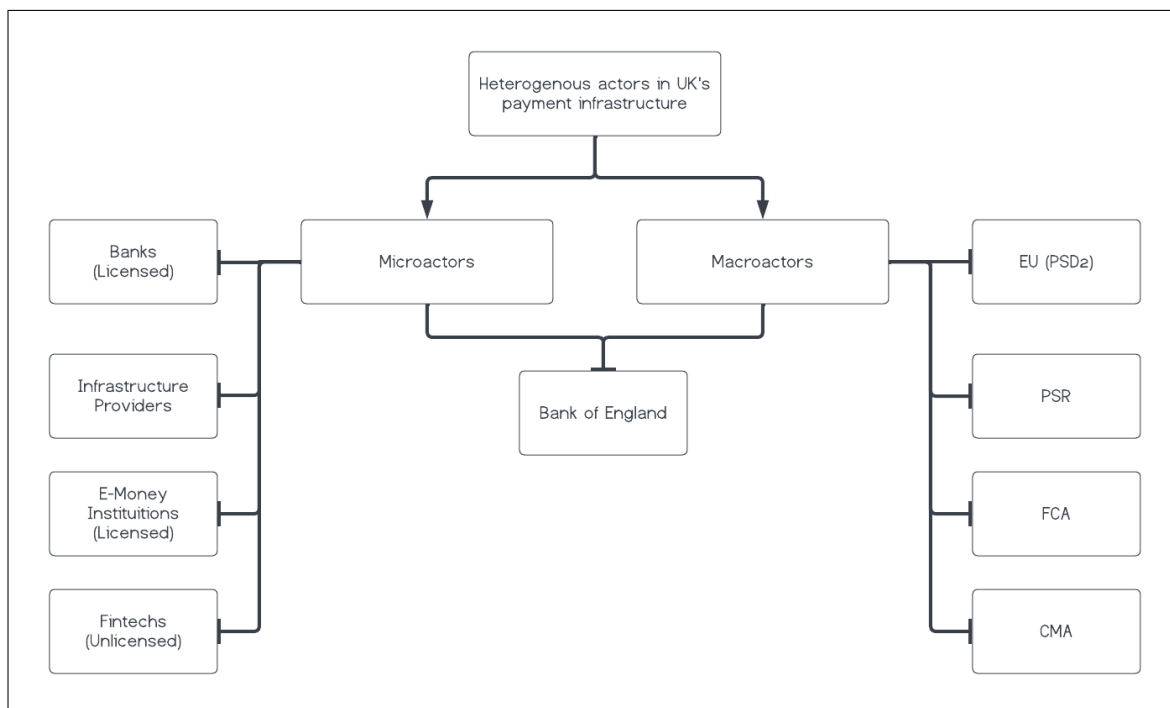 Heterogenous actors in UK's
payment infrastructure
Banks
(Licensed)
Microactors
Macroactors
EU (PSD2)
Infrastructure
Providers
Bank of England
PSR
E-Money
Instituitions
(Licensed)
FCA
Fintechs
(Unlicensed)
CMA